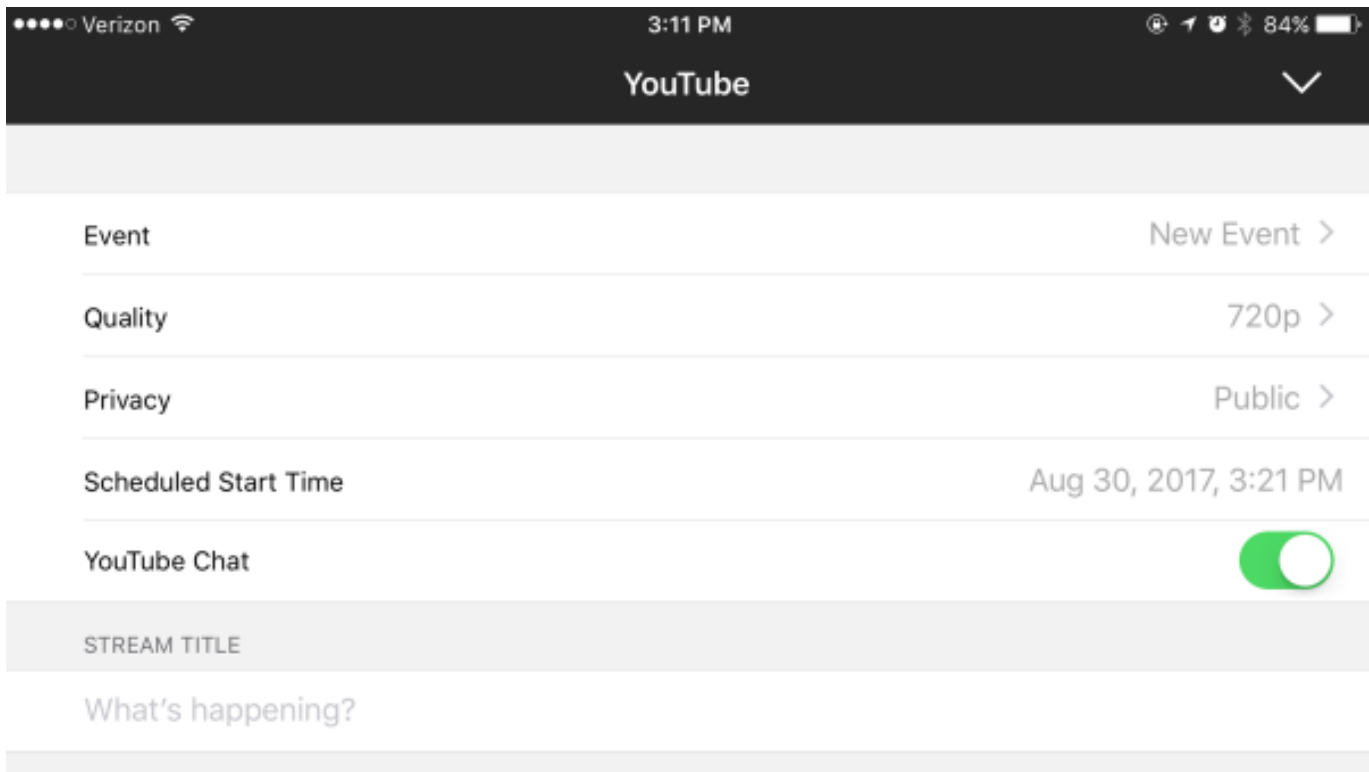 Verizon 3:11 PM 84%
YouTube
Event New Event
Quality 720p
Privacy Public
Scheduled Start Time Aug 30, 2017, 3:21 PM
YouTube Chat
STREAM TITLE
What's happening?